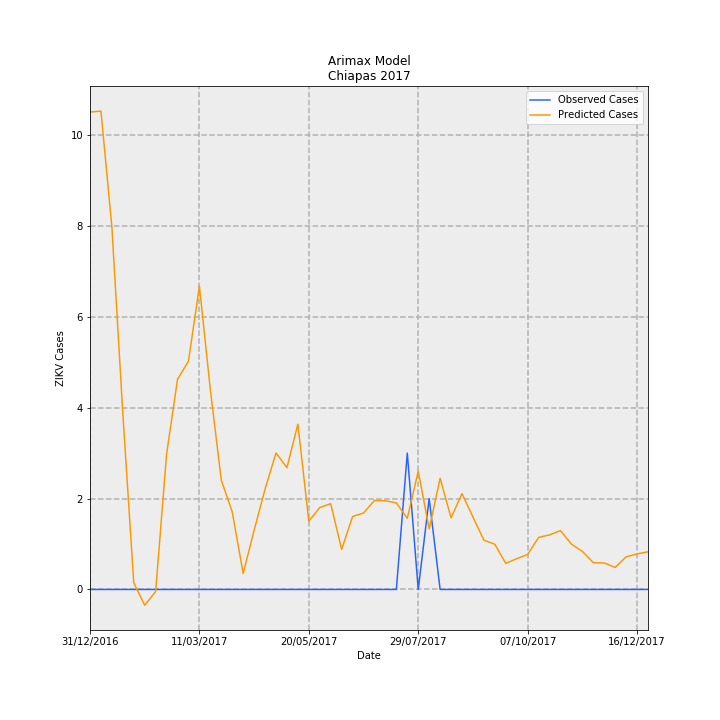 Arimax Model
Chiapas 2017
Observed Cases
Predicted Cases
10
8
6
4
2
0
ZIKV Cases
31/12/2016
11/03/2017
20/05/2017
29/07/2017
07/10/2017
16/12/2017
Date